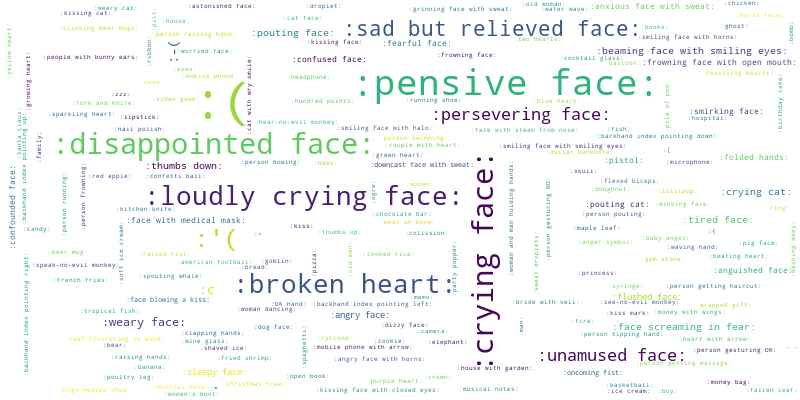 :weary cat: :astonished face: :droplet: :old woman: :chicken:
:kissing cat: :grinning face with sweat: :water wave: :anxious face with sweat: :horse face:
:pill: :house: :cat face: :sad but relieved face: :books: :ghost: :bomb:
:climbing beer mugs: :person raising hand: :pouting face: :smiling face with horns:
:yellow heart: :ribbon: :kissing face: :fearful face: :two hearts:
:worried face: :beaming face with smiling eyes:
:people with bunny ears: :confused face: :frowning face: :cocktail glass: :frowning face with open mouth:
:eyes: :balloon:
:growing heart: :mobile phone: :headphone: :pensive face: :revolving hearts:
:cat with wry smile: :( :rose:
:zzz: :video game: :hundred points: :running shoe: :blue heart: :pile of poo: :birthday cake:
:fork and knife:
:sparkling heart: :lipstick: :persevering face: :smirking face:
:Santa Claus: :hear-no-evil monkey: :hospital:
:nail polish: :smiling face with halo: :face with steam from nose: :fish:
:backhand index pointing up: :family: :disappointed face: :person swimming: :backhand index pointing down:
:couple with heart: :smiling face with smiling eyes:
:green heart: :dollar banknote: :[
:thumbs down: :person bowing: :baby: :downcast face with sweat: :pistol: :microphone: :folded hands:
:confounded face: :person running: :person frowning: :red apple: :confetti ball: :skull:
:ogre: :woman: :woman and man holding hands: :person gesturing NO: :flexed biceps:
:loudly crying face: :crying face: :doughnut: :lollipop: :crying cat:
:kitchen knife: :chocolate bar: :pouting cat: :winking face: :ring:
:face with medical mask: :meat on bone: :person pouting: :tired face:
:candy: :kiss: :thumbs up: :collision: :maple leaf: :{
:'( :angry symbol: :baby angel: :pig face:
:beer mug: :soft ice cream: :raised fist: :pizza: :old man: :cooked rice: :party popper: :waving hand:
:backhand index pointing right: :american football: :goblin: :sweat droplets: :gem stone: :beating heart: :dashing away:
:speak-no-evil monkey: :bread: :princess: :anguished face:
:french fries: :spouting whale: :c :broken heart: :syringe: :person getting haircut:
:face blowing a kiss: :memo: :flushed face:
:OK hand: :backhand index pointing left: :bride with veil: :see-no-evil monkey: :wrapped gift:
:tropical fish: :woman dancing: :angry face: :kiss mark: :money with wings:
:weary face: :dizzy face: :man: :fire: :face screaming in fear:
:dog face: :camera: :person tipping hand:
:leaf fluttering in wind: :clapping hands: :wine glass: :spaghetti: :cyclone: :cookie: :elephant: :heart with arrow:
:bear: :shaved ice: :mobile phone with arrow: :person gesturing OK:
:raising hands: :fried shrimp: :angry face with horns: :unamused face: :person getting massage:
:banana: :house with garden:
:poultry leg: :sleepy face: :open book: :purple heart: :crown: :oncoming fist:
:high-heeled shoe: :musical note: :Christmas tree: :kissing face with closed eyes: :musical notes: :basketball: :money bag:
:woman's boot: :ice cream: :boy: :fallen leaf: